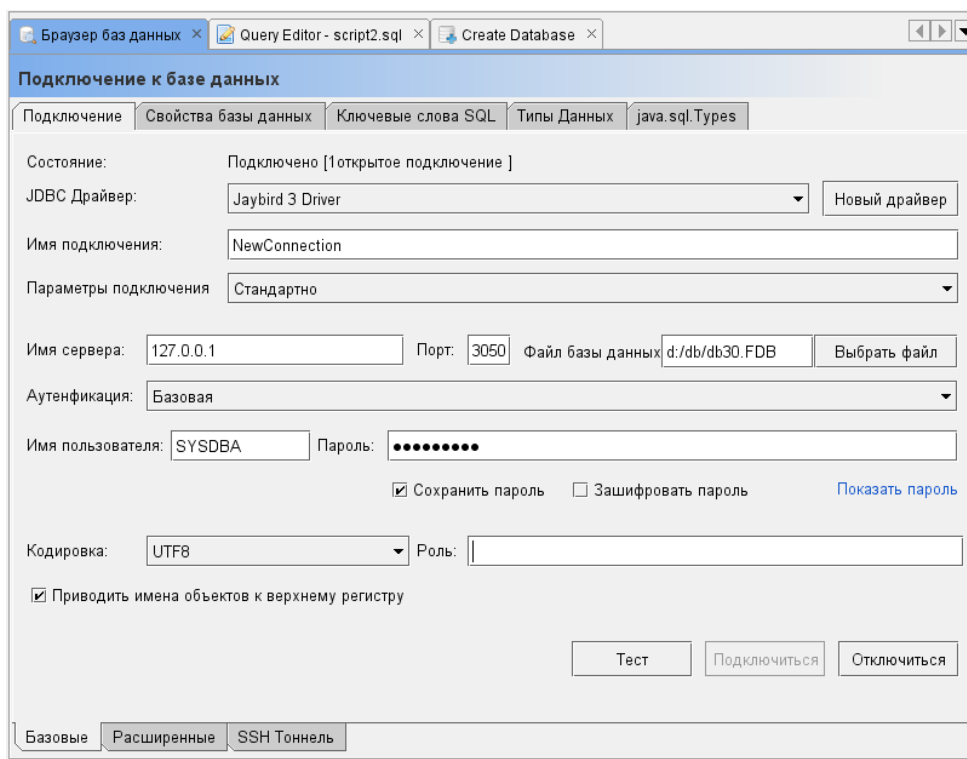 Браузер баз данных Query Editor - script2.sql Create Database
Подключение к базе данных
Подключение Свойства базы данных Ключевые слова SQL Типы Данных java.sql.Types
Состояние: Подключено [1открытое подключение ]
JDBC Драйвер: Jaybird 3 Driver Новый драйвер
Имя подключения: NewConnection
Параметры подключения Стандартно
Имя сервера: 127.0.0.1 Порт: 3050 Файл базы данных d:/db/db30.FDB Выбрать файл
Аутенфикация: Базовая
Имя пользователя: SYSDBA Пароль: •••••••••
Сохранить пароль Зашифровать пароль Показать пароль
Кодировка: UTF8 Роль:
Приводить имена объектов к верхнему регистру
Тест Подключиться Отключиться
Базовые Расширенные SSH Тоннель